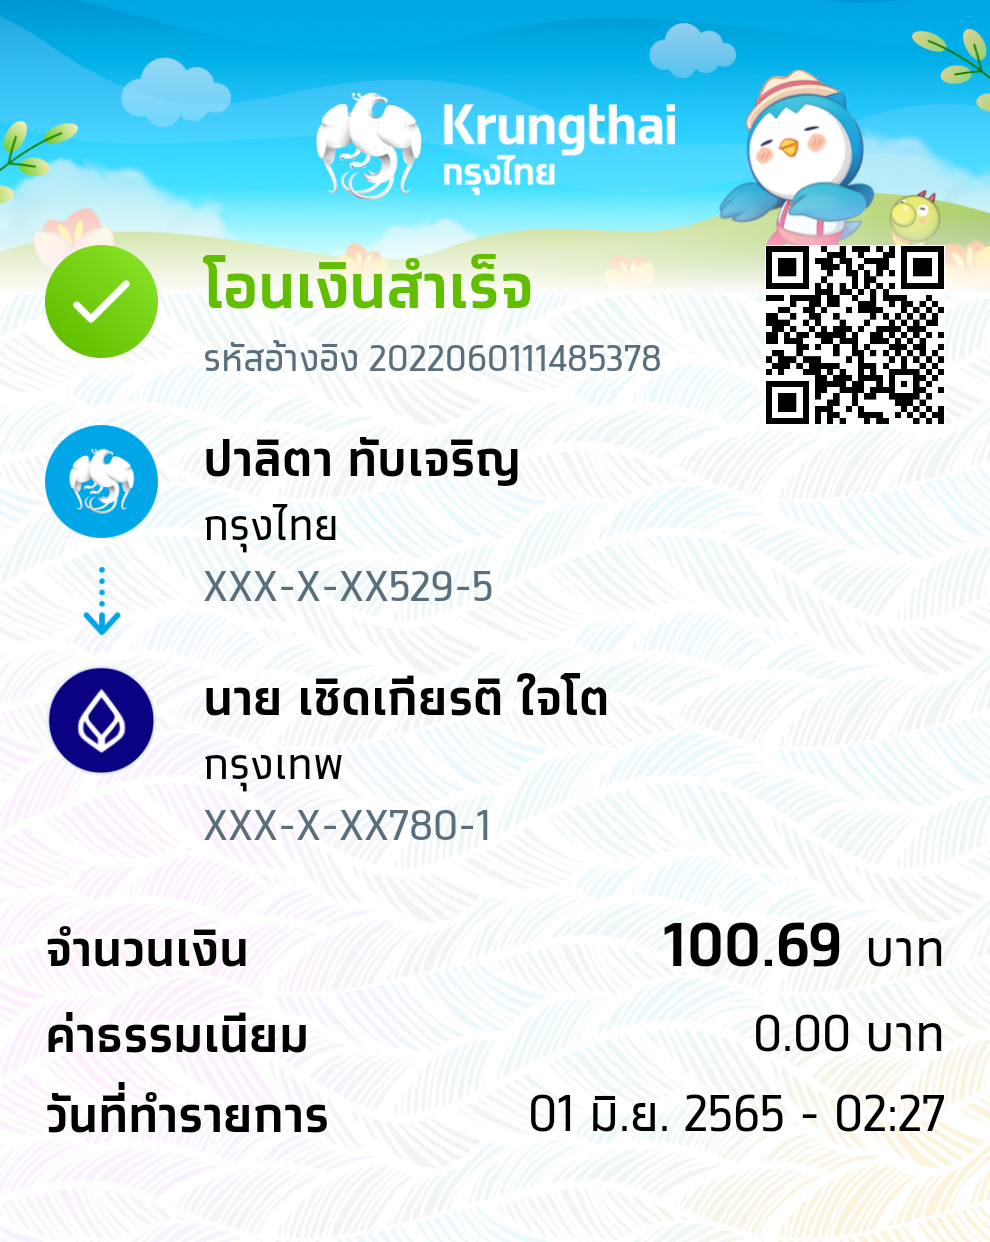 Krungthai
กรุงไทย
โอนเงินสำเร็จ
รหัสอ้างอิง 2022060111485378
ปาลิตา ทับเจริญ
กรุงไทย
XXX-X-XX529-5
นาย เชิดเกียรติ ใจโต
กรุงเทพ
XXX-X-XX780-1
จำนวนเงิน 100.69 บาท
ค่าธรรมเนียม 0.00 บาท
วันที่ทำรายการ 01 มิ.ย. 2565 - 02:27